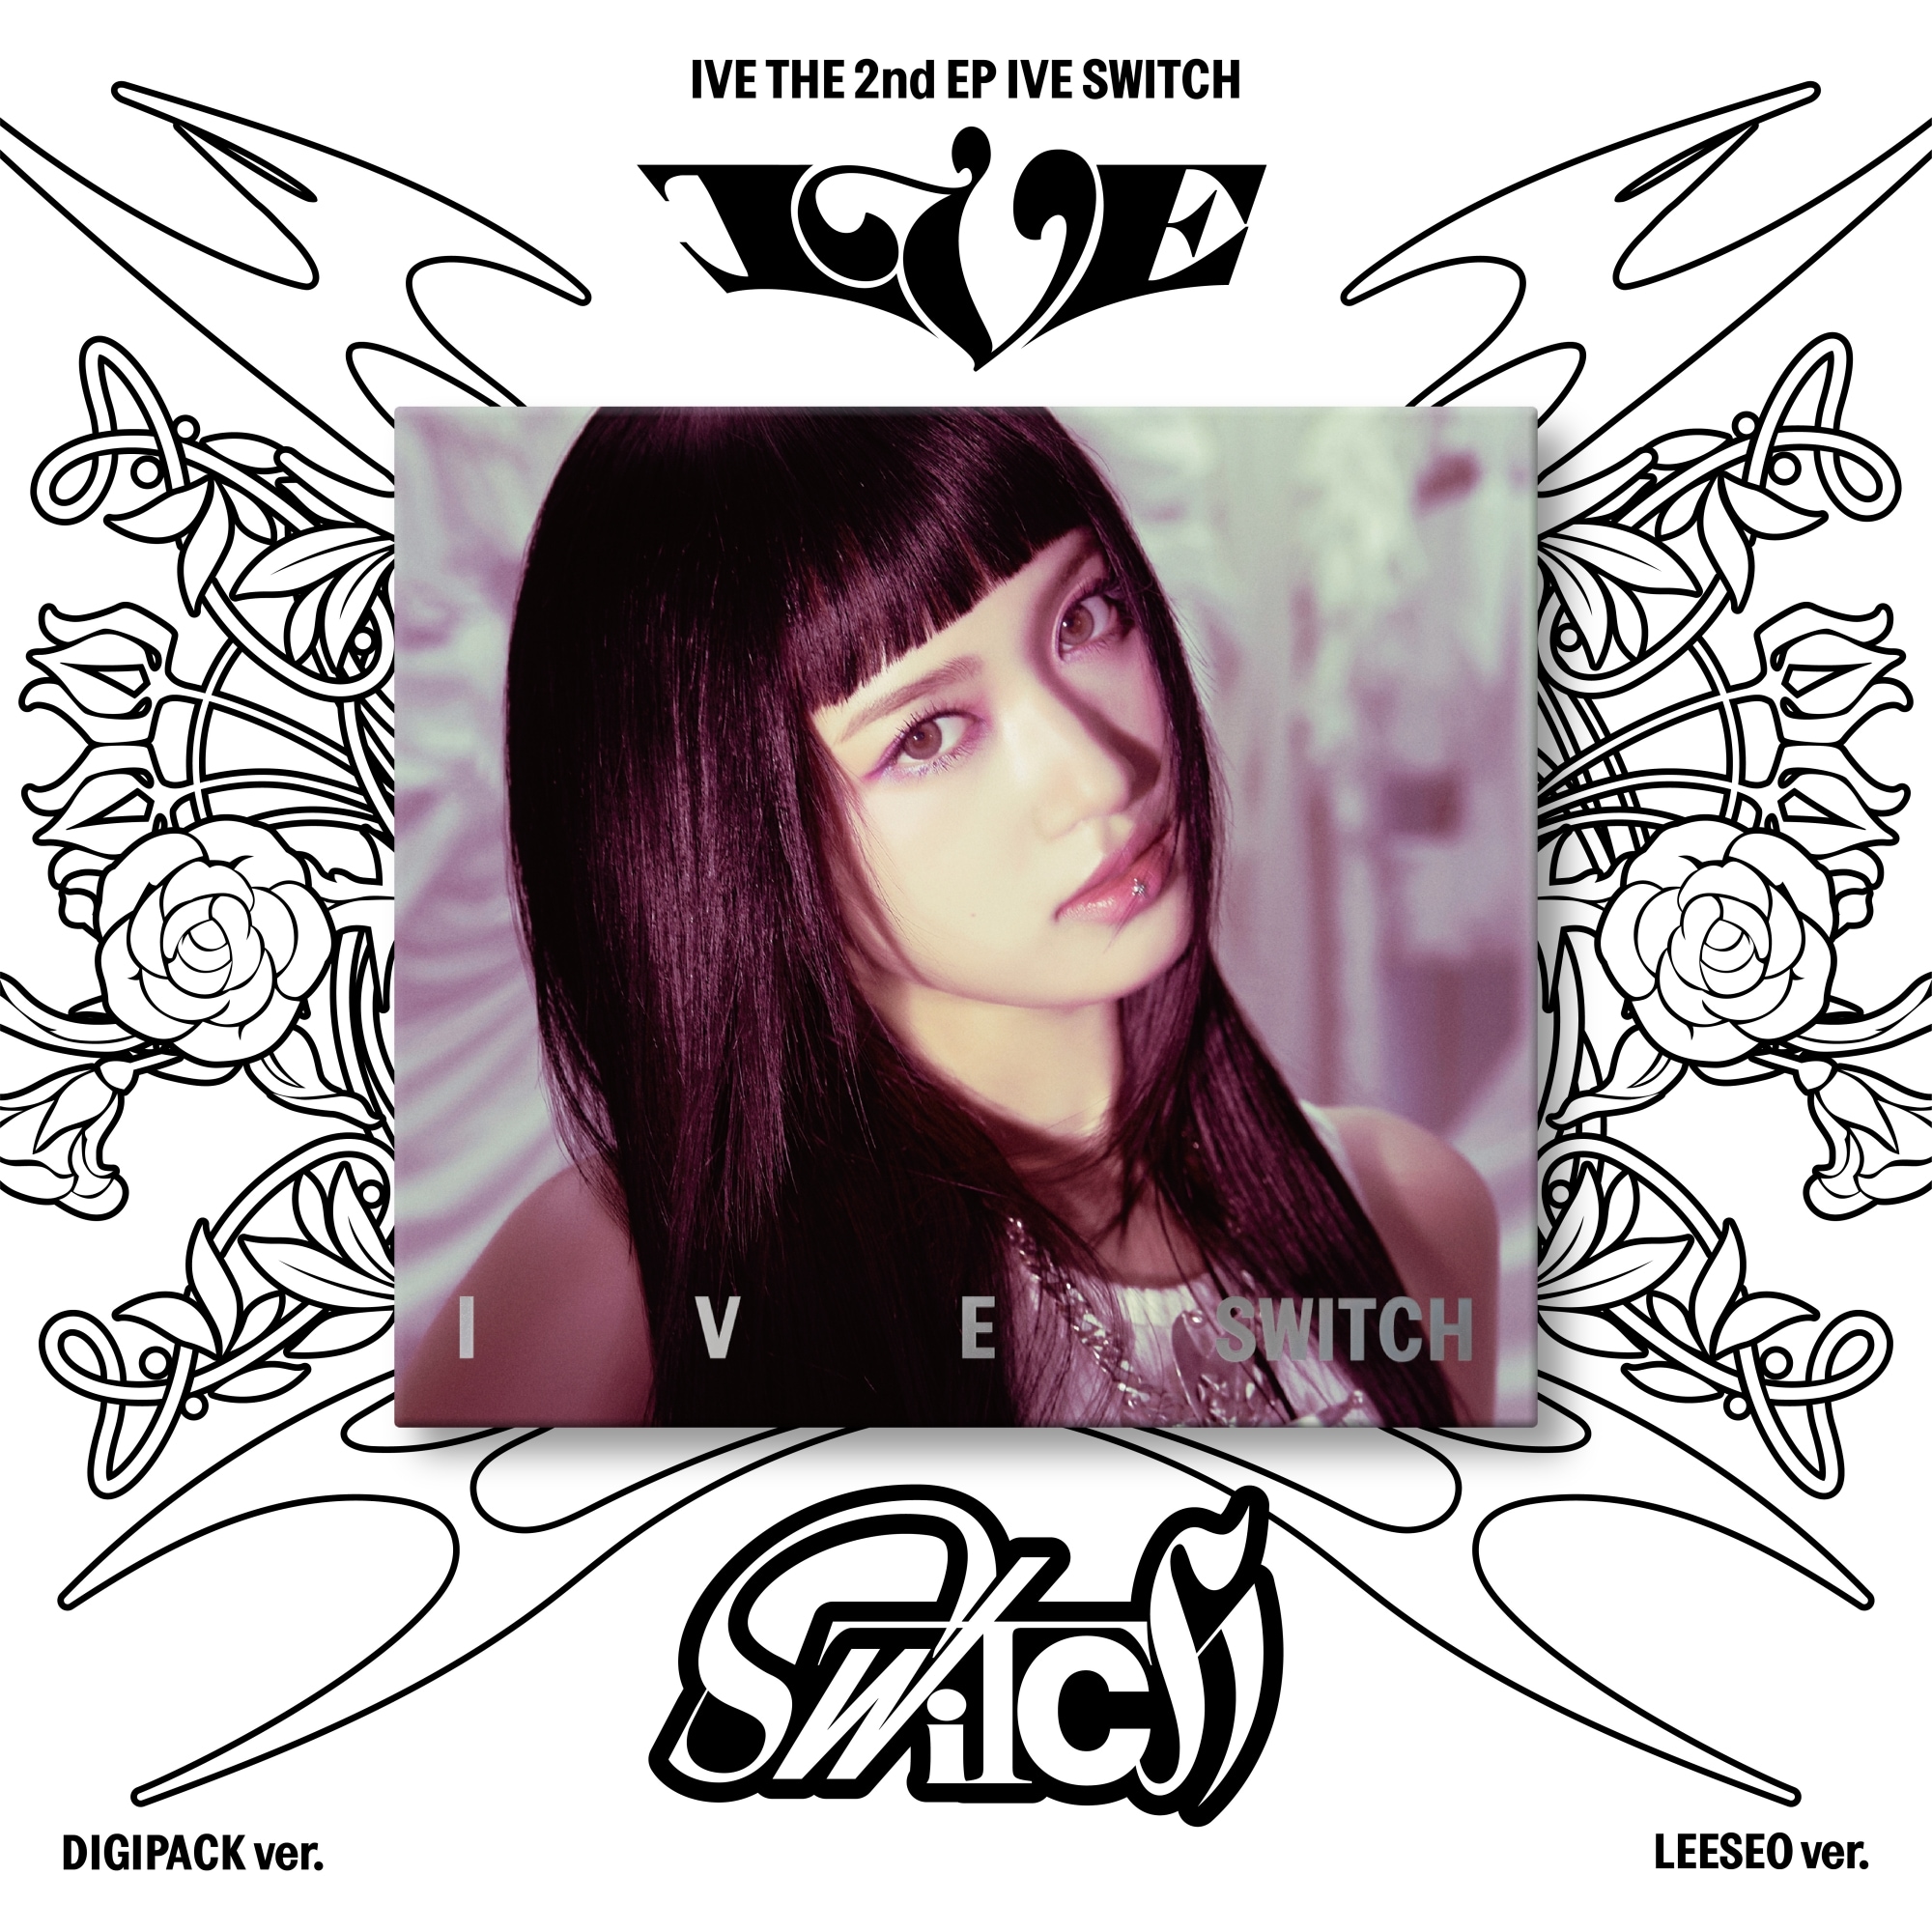 IVE THE 2nd EP IVE SWITCH
IVE
I V E SWITCH
SWiTCH
DIGIPACK ver.
LEESEO ver.